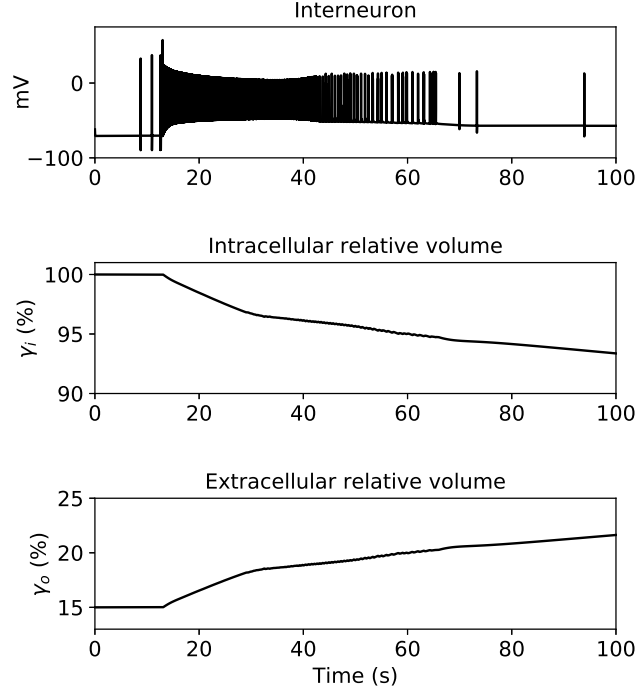 Interneuron
mV
0
−100
0 20 40 60 80 100
Intracellular relative volume
γi (%)
100
95
90
0 20 40 60 80 100
Extracellular relative volume
γo (%)
25
20
15
0 20 40 60 80 100
Time (s)